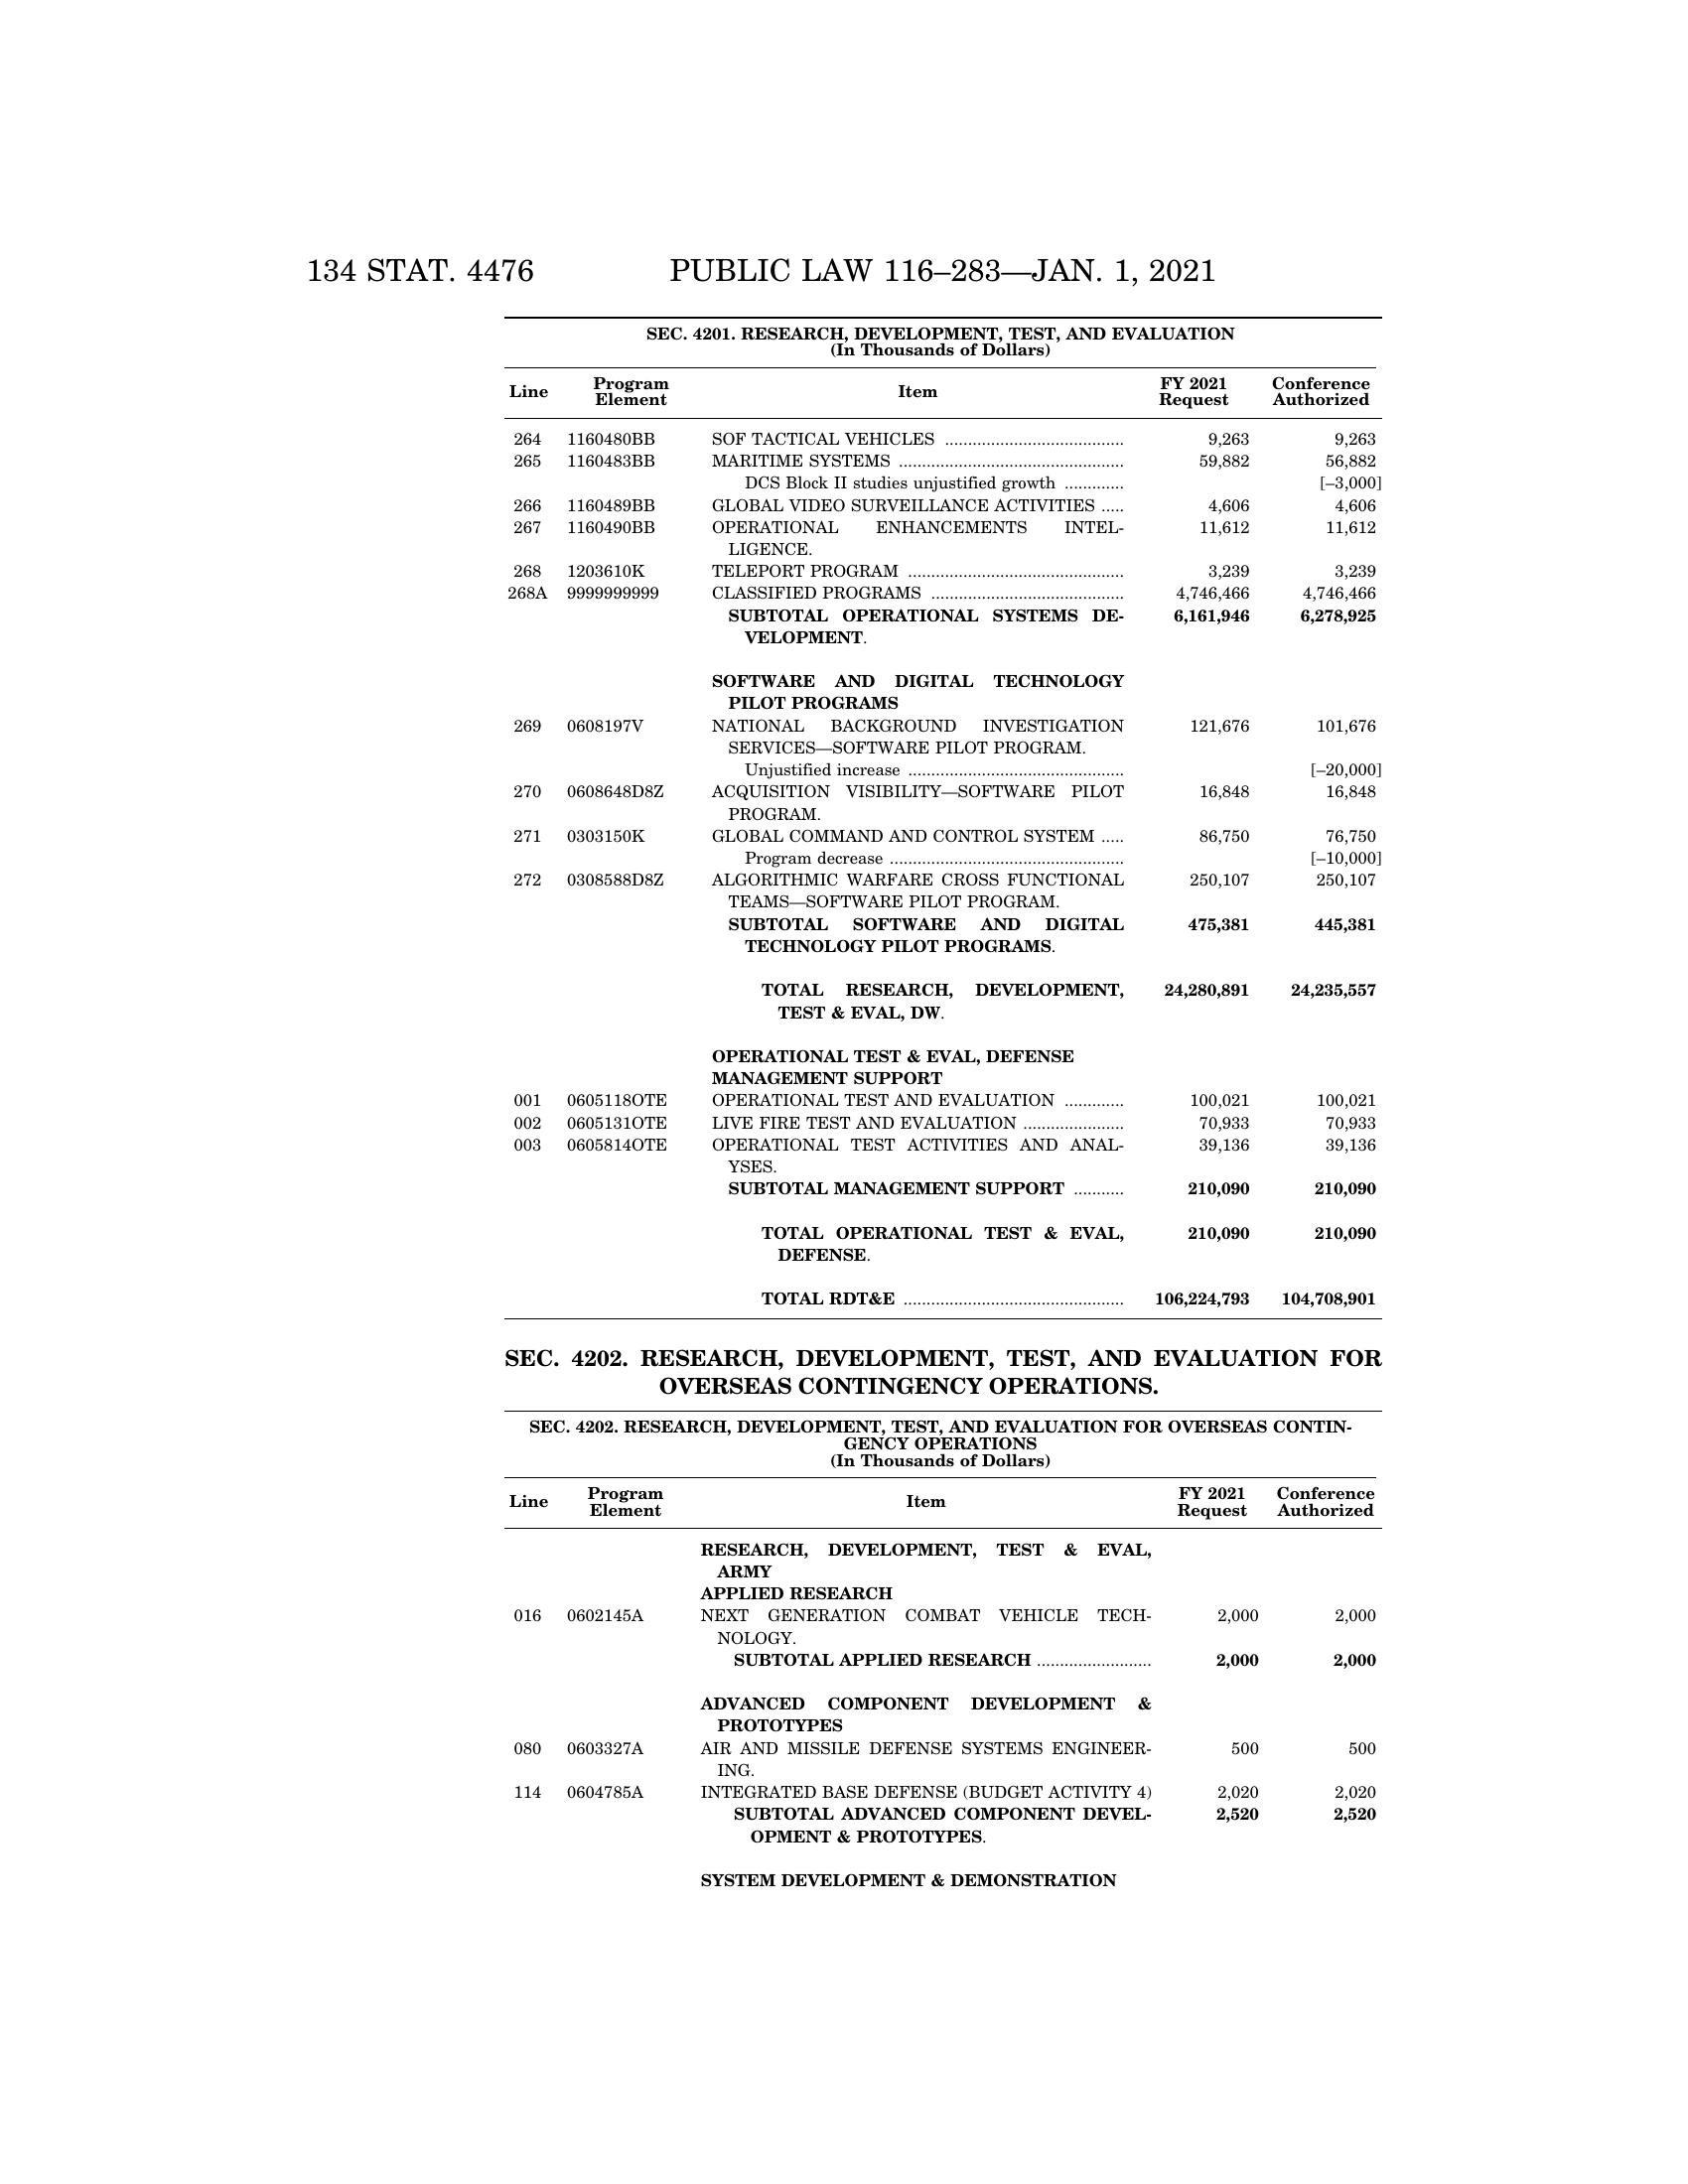 134 STAT. 4476 PUBLIC LAW 116–283—JAN. 1, 2021
SEC. 4201. RESEARCH, DEVELOPMENT, TEST, AND EVALUATION
(In Thousands of Dollars)
Line Program Element Item FY 2021 Request Conference Authorized
264 1160480BB SOF TACTICAL VEHICLES ....................................... 9,263 9,263
265 1160483BB MARITIME SYSTEMS ................................................. 59,882 56,882
DCS Block II studies unjustified growth ............. [–3,000]
266 1160489BB GLOBAL VIDEO SURVEILLANCE ACTIVITIES ..... 4,606 4,606
267 1160490BB OPERATIONAL ENHANCEMENTS INTEL- 11,612 11,612
LIGENCE.
268 1203610K TELEPORT PROGRAM ............................................... 3,239 3,239
268A 9999999999 CLASSIFIED PROGRAMS .......................................... 4,746,466 4,746,466
SUBTOTAL OPERATIONAL SYSTEMS DE- 6,161,946 6,278,925
VELOPMENT.
SOFTWARE AND DIGITAL TECHNOLOGY
PILOT PROGRAMS
269 0608197V NATIONAL BACKGROUND INVESTIGATION 121,676 101,676
SERVICES—SOFTWARE PILOT PROGRAM.
Unjustified increase ............................................... [–20,000]
270 0608648D8Z ACQUISITION VISIBILITY—SOFTWARE PILOT 16,848 16,848
PROGRAM.
271 0303150K GLOBAL COMMAND AND CONTROL SYSTEM ..... 86,750 76,750
Program decrease ................................................... [–10,000]
272 0308588D8Z ALGORITHMIC WARFARE CROSS FUNCTIONAL 250,107 250,107
TEAMS—SOFTWARE PILOT PROGRAM.
SUBTOTAL SOFTWARE AND DIGITAL 475,381 445,381
TECHNOLOGY PILOT PROGRAMS.
TOTAL RESEARCH, DEVELOPMENT, 24,280,891 24,235,557
TEST & EVAL, DW.
OPERATIONAL TEST & EVAL, DEFENSE
MANAGEMENT SUPPORT
001 0605118OTE OPERATIONAL TEST AND EVALUATION ............. 100,021 100,021
002 0605131OTE LIVE FIRE TEST AND EVALUATION ...................... 70,933 70,933
003 0605814OTE OPERATIONAL TEST ACTIVITIES AND ANAL- 39,136 39,136
YSES.
SUBTOTAL MANAGEMENT SUPPORT ........... 210,090 210,090
TOTAL OPERATIONAL TEST & EVAL, 210,090 210,090
DEFENSE.
TOTAL RDT&E ................................................ 106,224,793 104,708,901
SEC. 4202. RESEARCH, DEVELOPMENT, TEST, AND EVALUATION FOR
OVERSEAS CONTINGENCY OPERATIONS.
SEC. 4202. RESEARCH, DEVELOPMENT, TEST, AND EVALUATION FOR OVERSEAS CONTIN-
GENCY OPERATIONS
(In Thousands of Dollars)
Line Program Element Item FY 2021 Request Conference Authorized
RESEARCH, DEVELOPMENT, TEST & EVAL,
ARMY
APPLIED RESEARCH
016 0602145A NEXT GENERATION COMBAT VEHICLE TECH- 2,000 2,000
NOLOGY.
SUBTOTAL APPLIED RESEARCH ......................... 2,000 2,000
ADVANCED COMPONENT DEVELOPMENT &
PROTOTYPES
080 0603327A AIR AND MISSILE DEFENSE SYSTEMS ENGINEER- 500 500
ING.
114 0604785A INTEGRATED BASE DEFENSE (BUDGET ACTIVITY 4) 2,020 2,020
SUBTOTAL ADVANCED COMPONENT DEVEL- 2,520 2,520
OPMENT & PROTOTYPES.
SYSTEM DEVELOPMENT & DEMONSTRATION